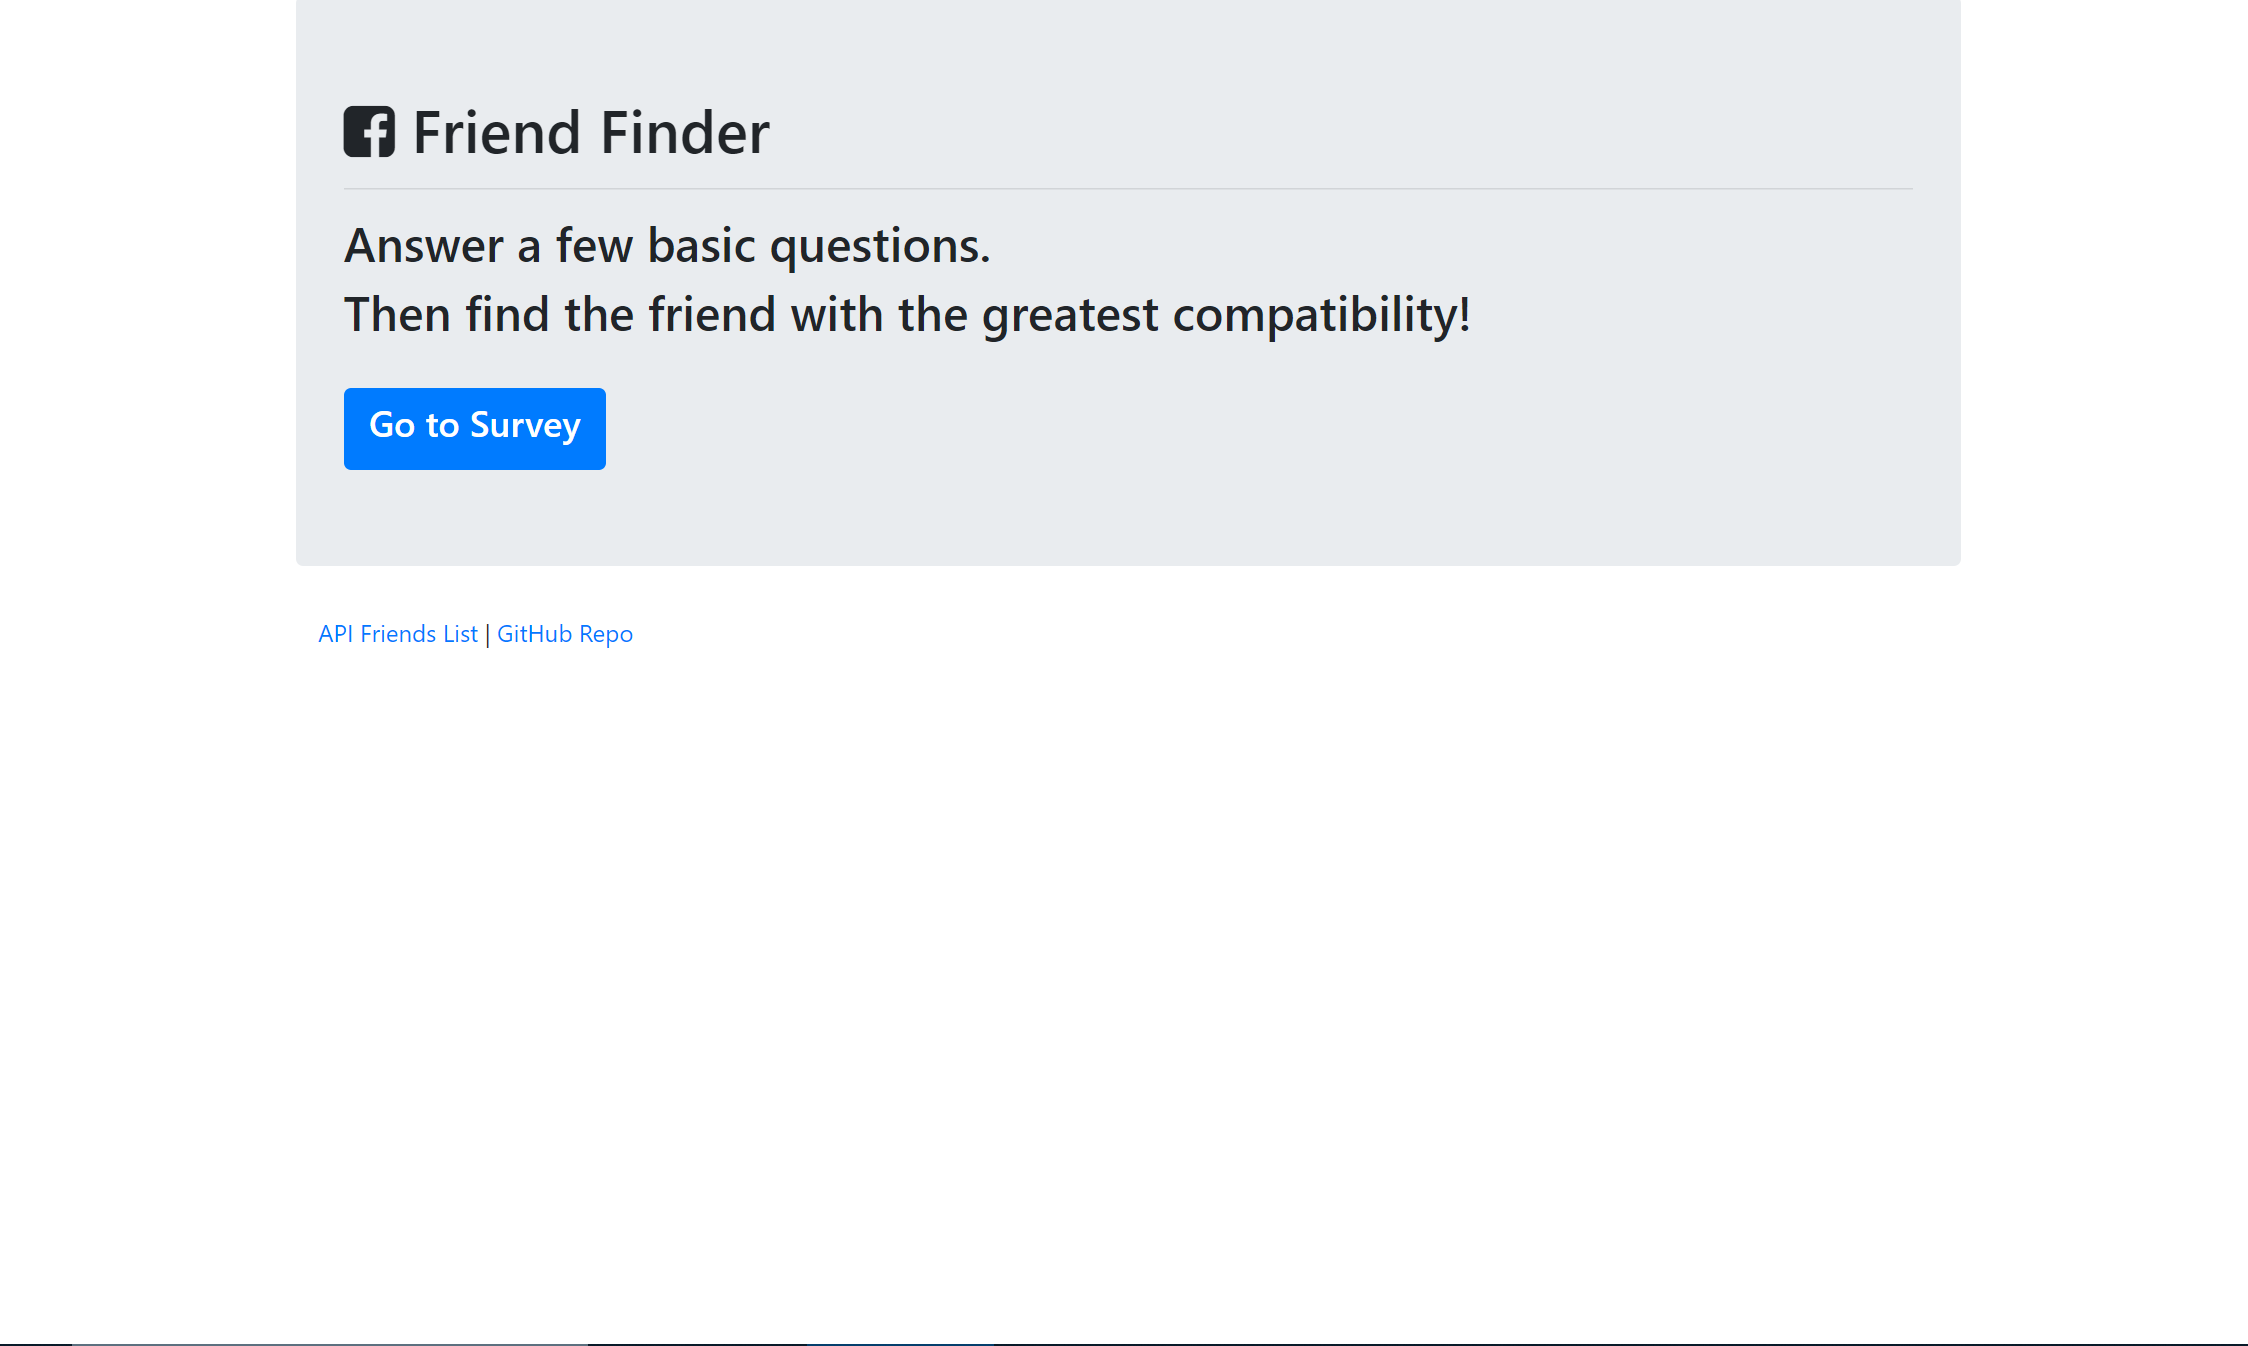 Friend Finder
Answer a few basic questions.
Then find the friend with the greatest compatibility!
Go to Survey
API Friends List | GitHub Repo